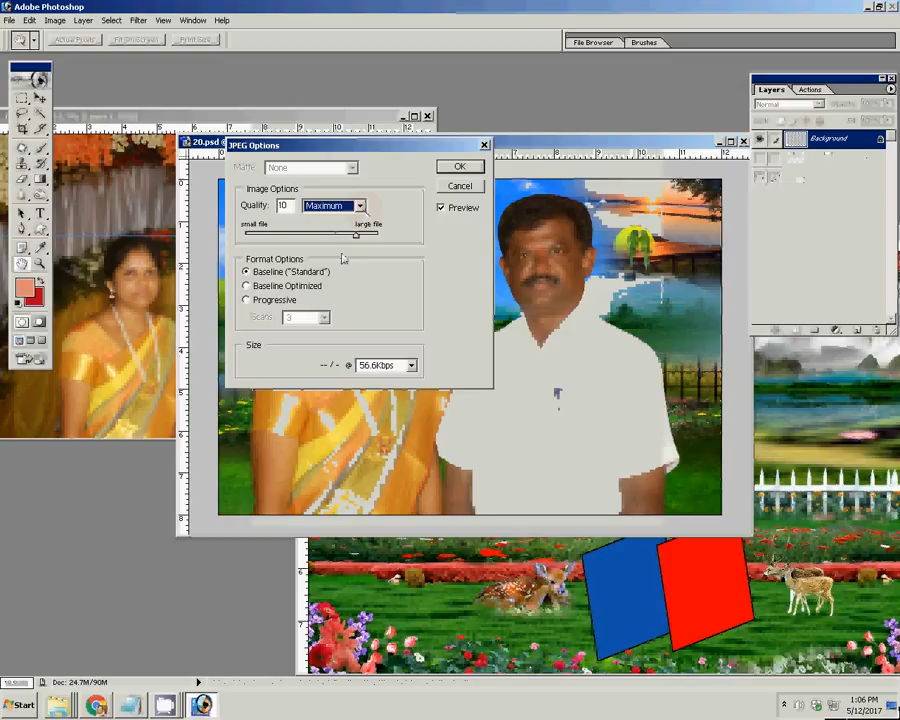 Adobe Photoshop
File Edit Image Layer Select Filter View Window Help
Actual Pixels Fit On Screen Print Size
File Browser Brushes
Layers Actions
Normal
Background
20.psd
JPEG Options
Matte: None
OK
Image Options
Cancel
Quality: 10 Maximum
Preview
small file large file
Format Options
Baseline ("Standard")
Baseline Optimized
Progressive
Scans: 3
Size
-- / -- @ 56.6Kbps
Doc: 24.7M/90M
Start
1:06 PM
5/12/2017